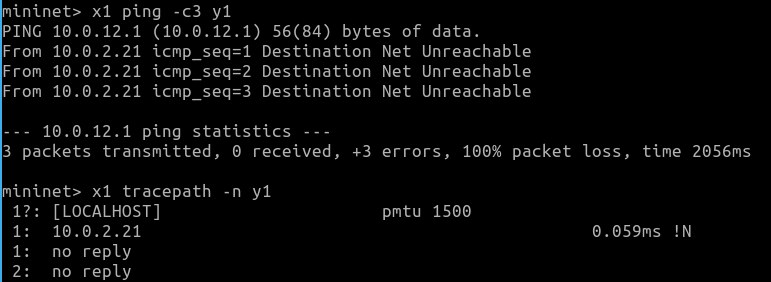 mininet> x1 ping -c3 y1
PING 10.0.12.1 (10.0.12.1) 56(84) bytes of data.
From 10.0.2.21 icmp_seq=1 Destination Net Unreachable
From 10.0.2.21 icmp_seq=2 Destination Net Unreachable
From 10.0.2.21 icmp_seq=3 Destination Net Unreachable
--- 10.0.12.1 ping statistics ---
3 packets transmitted, 0 received, +3 errors, 100% packet loss, time 2056ms
mininet> x1 tracepath -n y1
 1?: [LOCALHOST]                      pmtu 1500
 1:  10.0.2.21                                             0.059ms !N
 1:  no reply
 2:  no reply